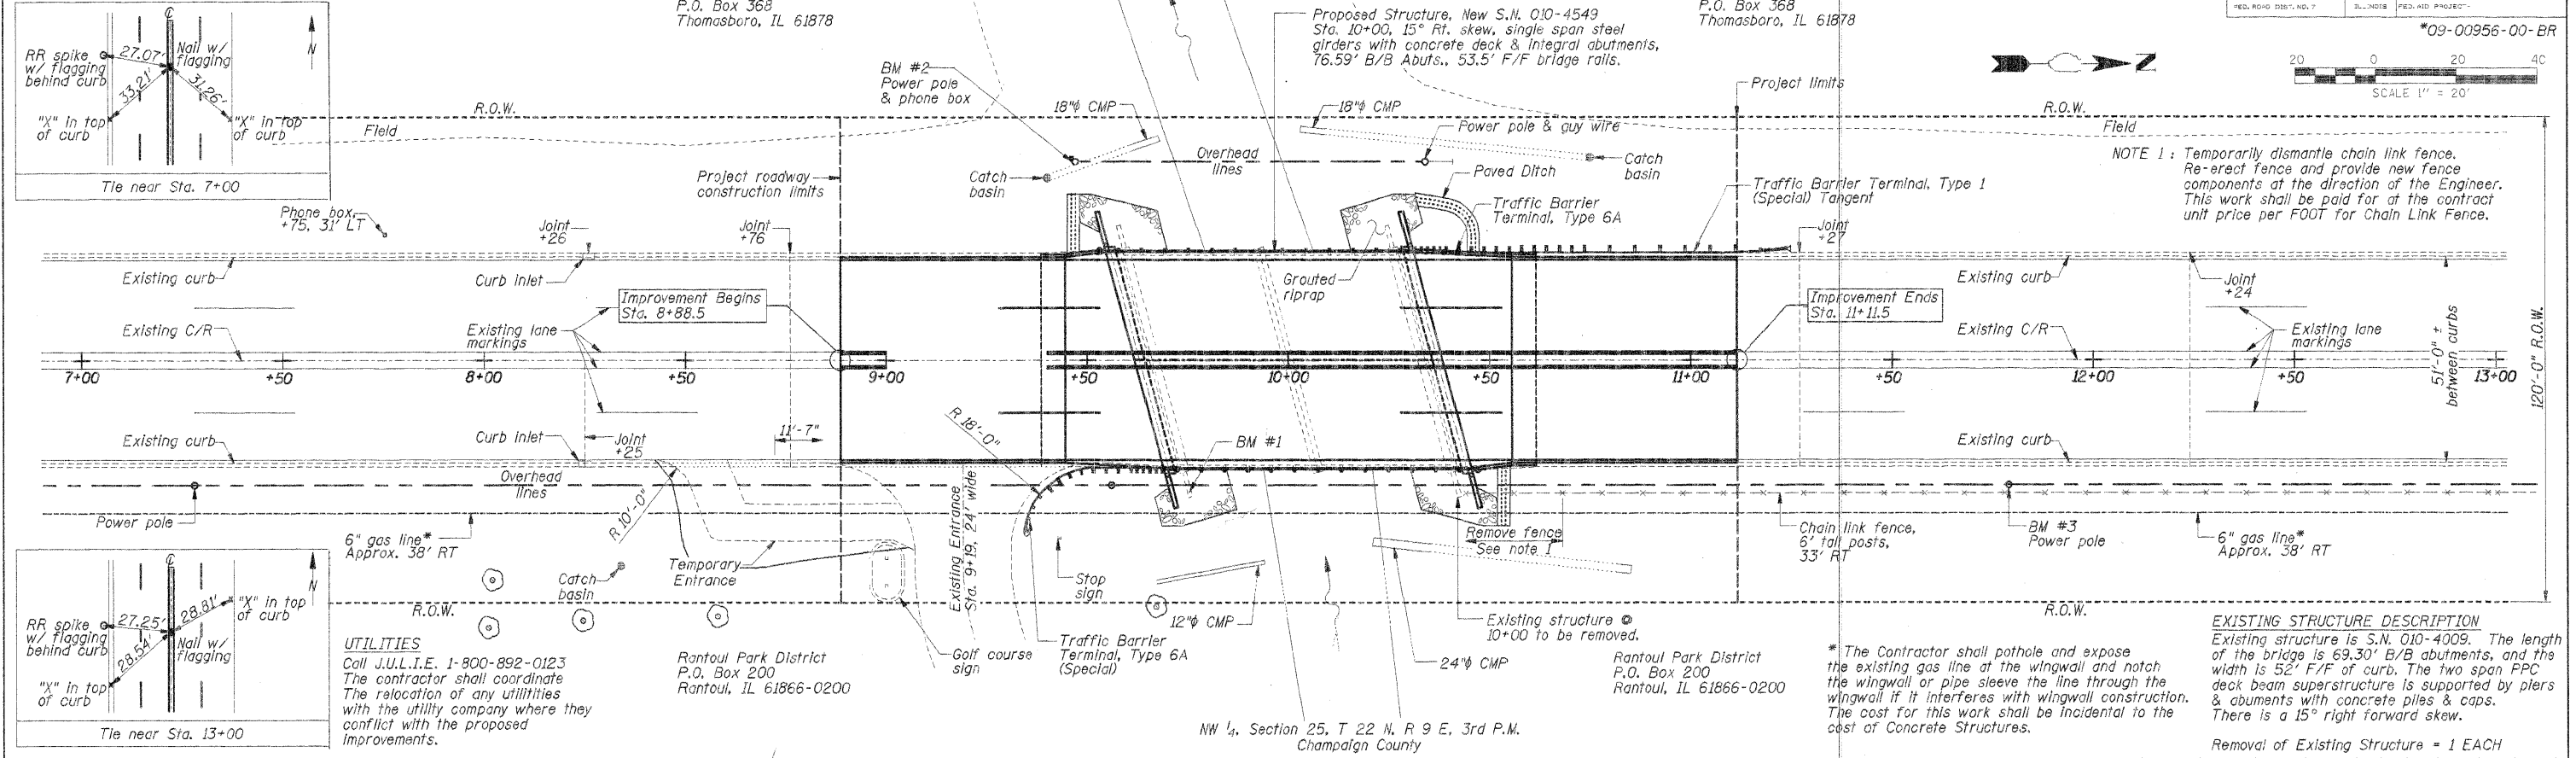 P.O. Box 368
Thomasboro, IL 61878
P.O. Box 368
Thomasboro, IL 61878
FED. ROAD DIST. NO. 7
ILLINOIS
FED. AID PROJECT-
*09-00956-00-BR
20 0 20 40
SCALE 1" = 20'
N
℄
N
27.07'
RR spike
w/ flagging
behind curb
Nail w/
flagging
33.21'
31.26'
"X" in top
of curb
"X" in top
of curb
Tie near Sta. 7+00
Proposed Structure, New S.N. 010-4549
Sta. 10+00, 15° Rt. skew, single span steel
girders with concrete deck & integral abutments,
76.59' B/B Abuts., 53.5' F/F bridge rails.
BM #2
Power pole
& phone box
18"φ CMP
18"φ CMP
Project limits
R.O.W.
R.O.W.
Field
Field
Power pole & guy wire
Overhead
lines
Catch
basin
Catch
basin
Paved Ditch
Project roadway
construction limits
Traffic Barrier
Terminal, Type 6A
Traffic Barrier Terminal, Type 1
(Special) Tangent
NOTE 1: Temporarily dismantle chain link fence.
Re-erect fence and provide new fence
components at the direction of the Engineer.
This work shall be paid for at the contract
unit price per FOOT for Chain Link Fence.
Phone box,
+75, 31' LT
Joint
+26
Joint
+76
Joint
+27
Existing curb
Curb inlet
Grouted
riprap
Existing curb
Joint
+24
Improvement Begins
Sta. 8+88.5
Improvement Ends
Sta. 11+11.5
Existing C/R
Existing lane
markings
Existing C/R
Existing lane
markings
7+00 +50 8+00 +50 9+00 +50 10+00 +50 11+00 +50 12+00 +50 13+00
51'-0" ±
between curbs
120'-0" R.O.W.
Existing curb
Curb inlet
Joint
+25
11'-7"
R 18'-0"
BM #1
Existing curb
Overhead
lines
Power pole
R 10'-0"
Existing Entrance
Sta. 9+19, 24' wide
6" gas line*
Approx. 38' RT
Temporary
Entrance
Catch
basin
Stop
sign
Remove fence
See note 1
Chain link fence,
6' tall posts,
33' RT
BM #3
Power pole
6" gas line*
Approx. 38' RT
R.O.W.
R.O.W.
12"φ CMP
24"φ CMP
Existing structure @
10+00 to be removed.
Golf course
sign
Traffic Barrier
Terminal, Type 6A
(Special)
℄
N
27.25'
28.81'
28.54'
RR spike
w/ flagging
behind curb
"X" in top
of curb
Nail w/
flagging
"X" in top
of curb
Tie near Sta. 13+00
UTILITIES
Call J.U.L.I.E. 1-800-892-0123
The contractor shall coordinate
The relocation of any utilitities
with the utility company where they
conflict with the proposed
improvements.
Rantoul Park District
P.O. Box 200
Rantoul, IL 61866-0200
Rantoul Park District
P.O. Box 200
Rantoul, IL 61866-0200
NW ¼, Section 25, T 22 N, R 9 E, 3rd P.M.
Champaign County
* The Contractor shall pothole and expose
the existing gas line at the wingwall and notch
the wingwall or pipe sleeve the line through the
wingwall if it interferes with wingwall construction.
The cost for this work shall be incidental to the
cost of Concrete Structures.
EXISTING STRUCTURE DESCRIPTION
Existing structure is S.N. 010-4009. The length
of the bridge is 69.30' B/B abutments, and the
width is 52' F/F of curb. The two span PPC
deck beam superstructure is supported by piers
& abuments with concrete piles & caps.
There is a 15° right forward skew.
Removal of Existing Structure = 1 EACH